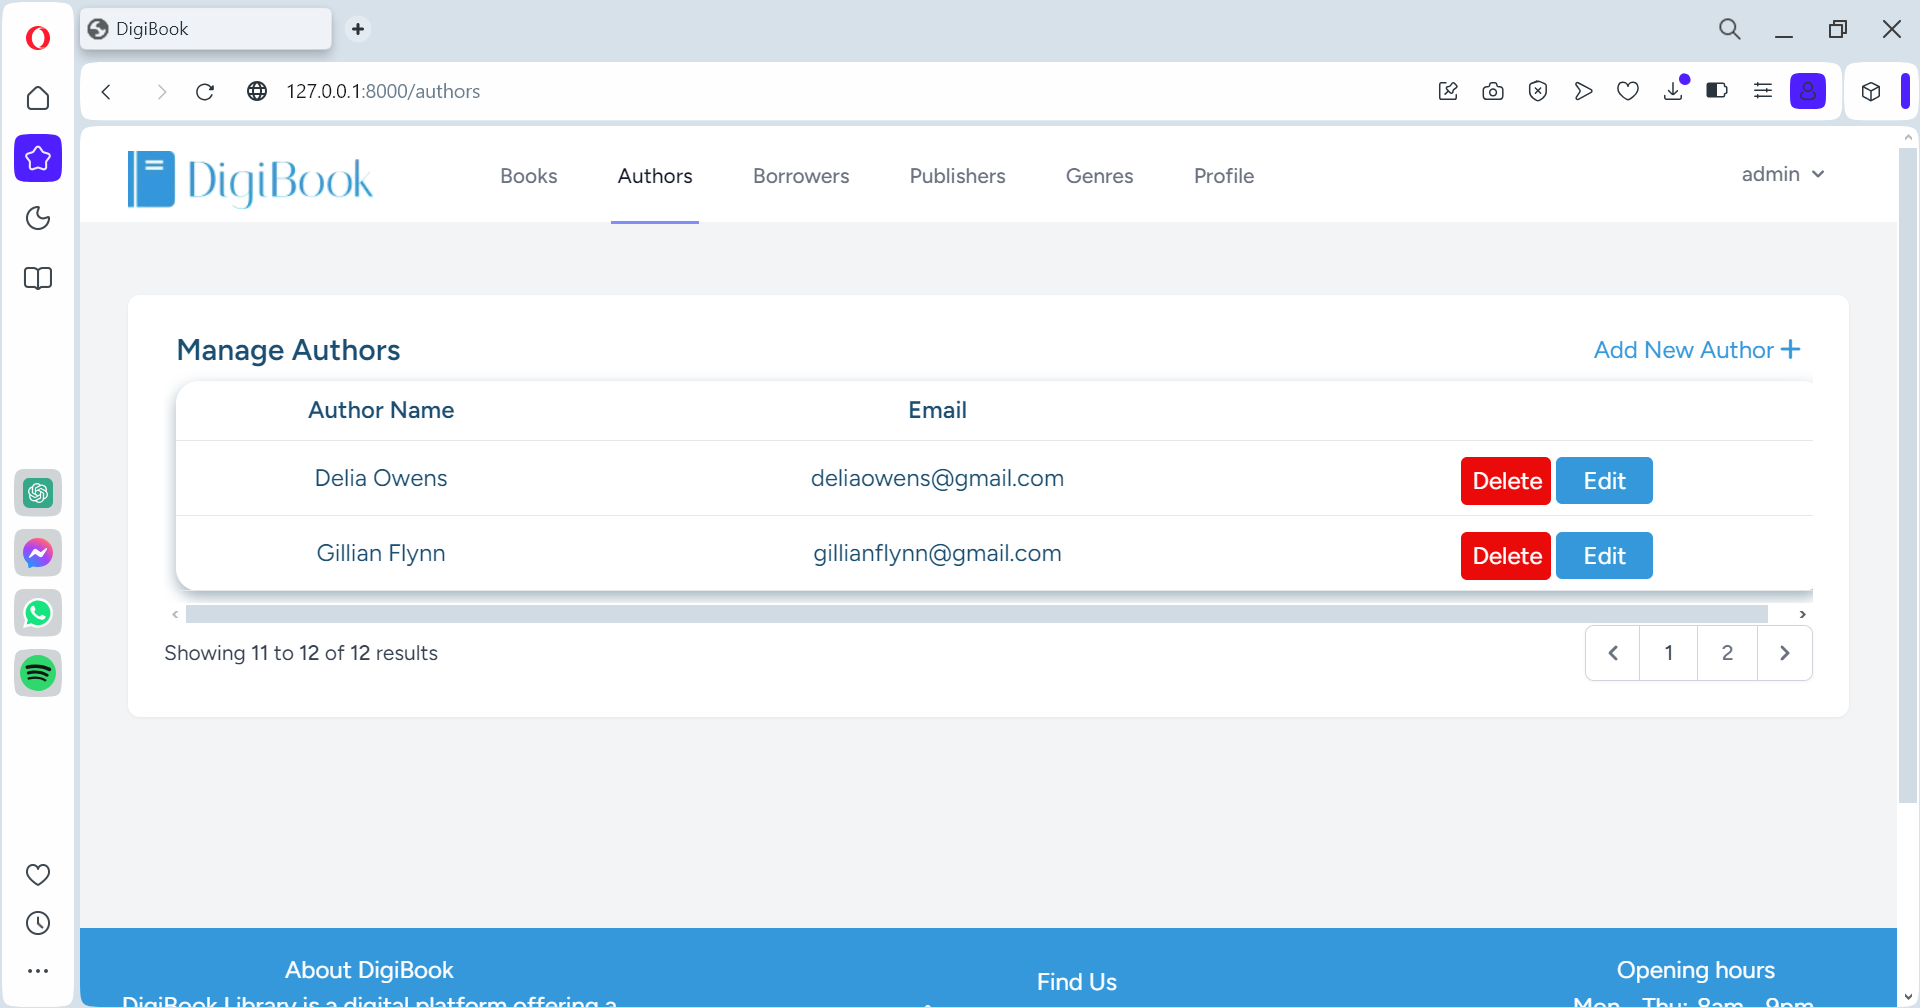 DigiBook
127.0.0.1:8000/authors
DigiBook
Books
Authors
Borrowers
Publishers
Genres
Profile
admin
Manage Authors
Add New Author +
Author Name
Email
Delia Owens
deliaowens@gmail.com
Delete
Edit
Gillian Flynn
gillianflynn@gmail.com
Delete
Edit
Showing 11 to 12 of 12 results
1
2
About DigiBook
Find Us
Opening hours
DigiBook Library is a digital platform offering a
Mon - Thu: 8am - 9pm